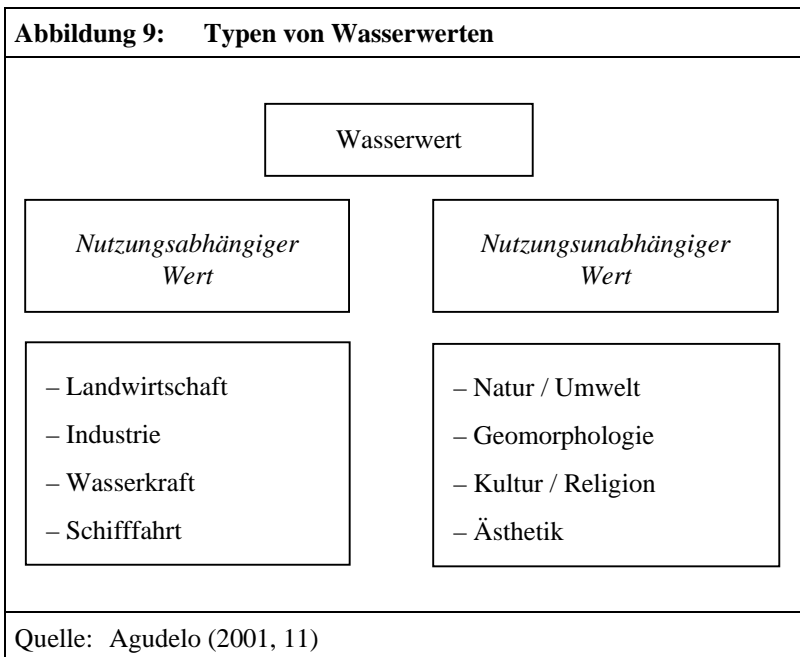 Abbildung 9: Typen von Wasserwerten
Wasserwert
Nutzungsabhängiger
Wert
Nutzungsunabhängiger
Wert
– Landwirtschaft
– Industrie
– Wasserkraft
– Schifffahrt
– Natur / Umwelt
– Geomorphologie
– Kultur / Religion
– Ästhetik
Quelle: Agudelo (2001, 11)